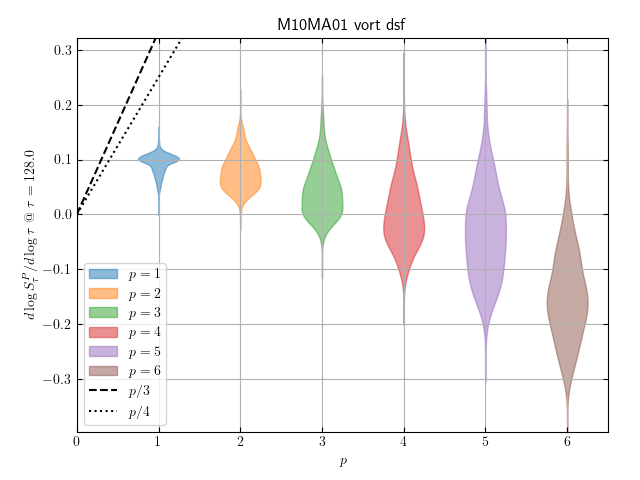 M10MA01 vort dsf
d log S_τ^P / d log τ @ τ = 128.0
0.3
0.2
0.1
0.0
−0.1
−0.2
−0.3
p = 1
p = 2
p = 3
p = 4
p = 5
p = 6
p/3
p/4
0 1 2 3 4 5 6
p